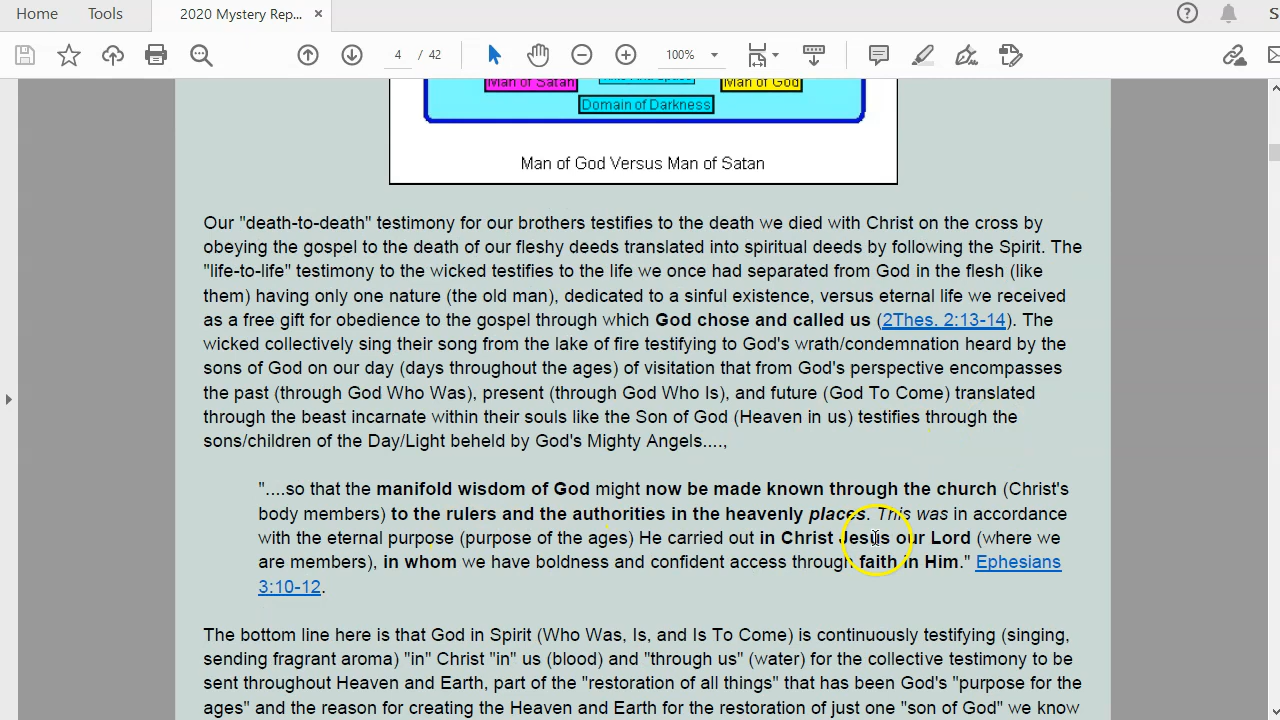 Home Tools 2020 Mystery Rep... ×
4 / 42 100%
Man of Satan Man of God
Domain of Darkness
Man of God Versus Man of Satan
Our "death-to-death" testimony for our brothers testifies to the death we died with Christ on the cross by
obeying the gospel to the death of our fleshy deeds translated into spiritual deeds by following the Spirit. The
"life-to-life" testimony to the wicked testifies to the life we once had separated from God in the flesh (like
them) having only one nature (the old man), dedicated to a sinful existence, versus eternal life we received
as a free gift for obedience to the gospel through which God chose and called us (2Thes. 2:13-14). The
wicked collectively sing their song from the lake of fire testifying to God's wrath/condemnation heard by the
sons of God on our day (days throughout the ages) of visitation that from God's perspective encompasses
the past (through God Who Was), present (through God Who Is), and future (God To Come) translated
through the beast incarnate within their souls like the Son of God (Heaven in us) testifies through the
sons/children of the Day/Light beheld by God's Mighty Angels....,
"....so that the manifold wisdom of God might now be made known through the church (Christ's
body members) to the rulers and the authorities in the heavenly places. This was in accordance
with the eternal purpose (purpose of the ages) He carried out in Christ Jesus our Lord (where we
are members), in whom we have boldness and confident access through faith in Him." Ephesians
3:10-12.
The bottom line here is that God in Spirit (Who Was, Is, and Is To Come) is continuously testifying (singing,
sending fragrant aroma) "in" Christ "in" us (blood) and "through us" (water) for the collective testimony to be
sent throughout Heaven and Earth, part of the "restoration of all things" that has been God's "purpose for the
ages" and the reason for creating the Heaven and Earth for the restoration of just one "son of God" we know